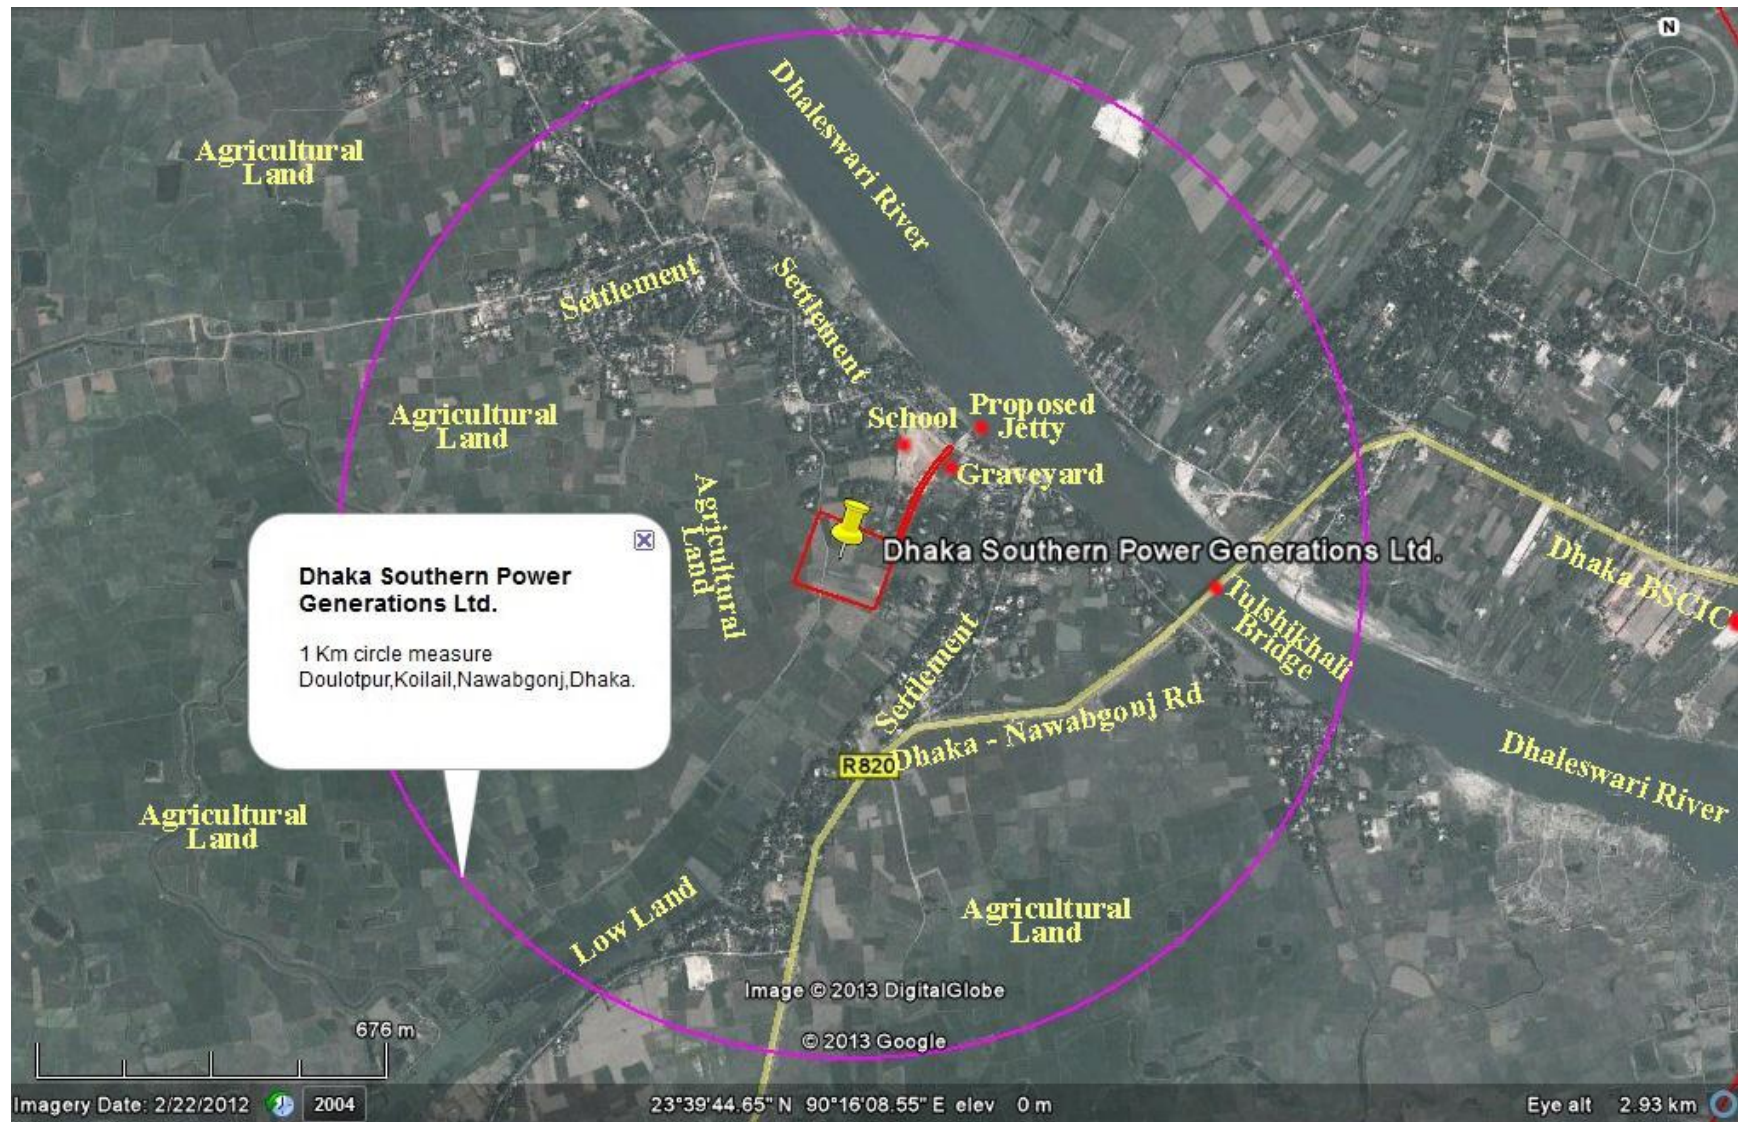 N
Dhaleswari River
Agricultural
Land
Settlement
Settlement
Agricultural
Land
School
Proposed
Jetty
Graveyard
Agricultural
Land
Dhaka Southern Power Generations Ltd.
Dhaka BSCIC
Dhaka Southern Power
Generations Ltd.
1 Km circle measure
Doulotpur,Koilail,Nawabgonj,Dhaka.
Tulshikhali
Bridge
Settlement
Dhaka - Nawabgonj Rd
R820
Dhaleswari River
Agricultural
Land
Low Land
Agricultural
Land
Image © 2013 DigitalGlobe
676 m
© 2013 Google
Imagery Date: 2/22/2012 2004 23°39'44.65" N 90°16'08.55" E elev 0 m Eye alt 2.93 km